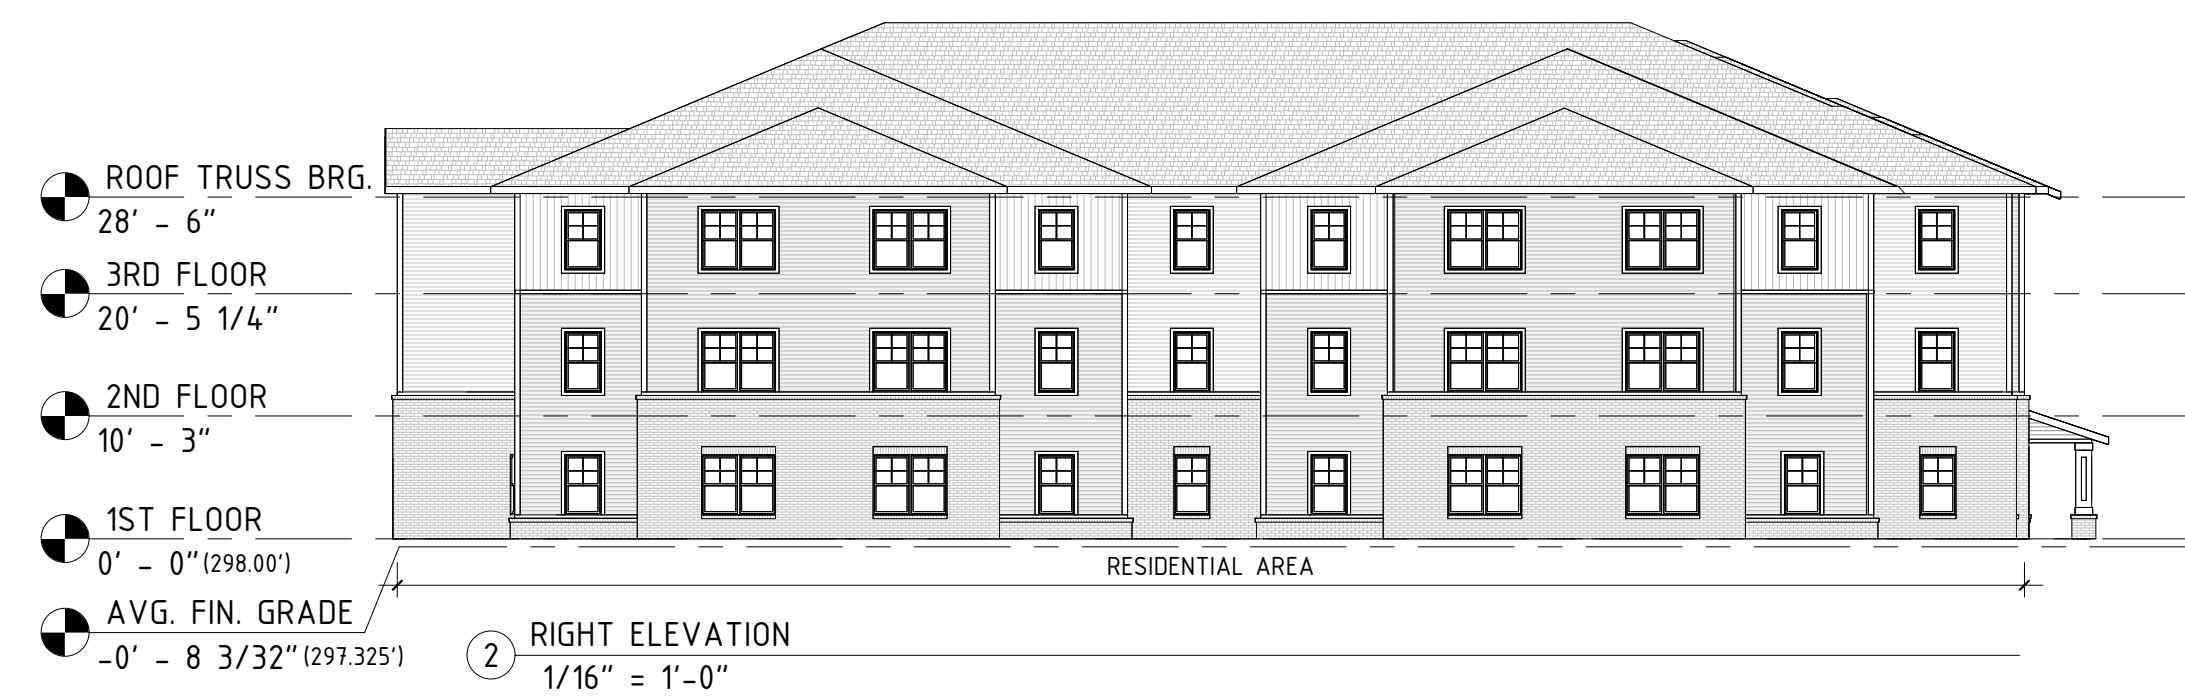 ROOF TRUSS BRG.
28' - 6"
3RD FLOOR
20' - 5 1/4"
2ND FLOOR
10' - 3"
1ST FLOOR
0' - 0" (298.00')
RESIDENTIAL AREA
AVG. FIN. GRADE
-0' - 8 3/32" (297.325')
2
RIGHT ELEVATION
1/16" = 1'-0"